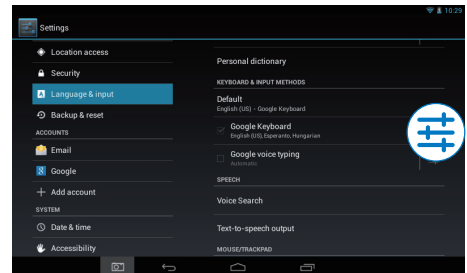 10:29
Settings
Location access
Security
A Language & input
Backup & reset
ACCOUNTS
Email
8 Google
Add account
SYSTEM
Date & time
Accessibility
Personal dictionary
KEYBOARD & INPUT METHODS
Default
English (US) - Google Keyboard
Google Keyboard
English (US), Esperanto, Hungarian
Google voice typing
Automatic
SPEECH
Voice Search
Text-to-speech output
MOUSE/TRACKPAD